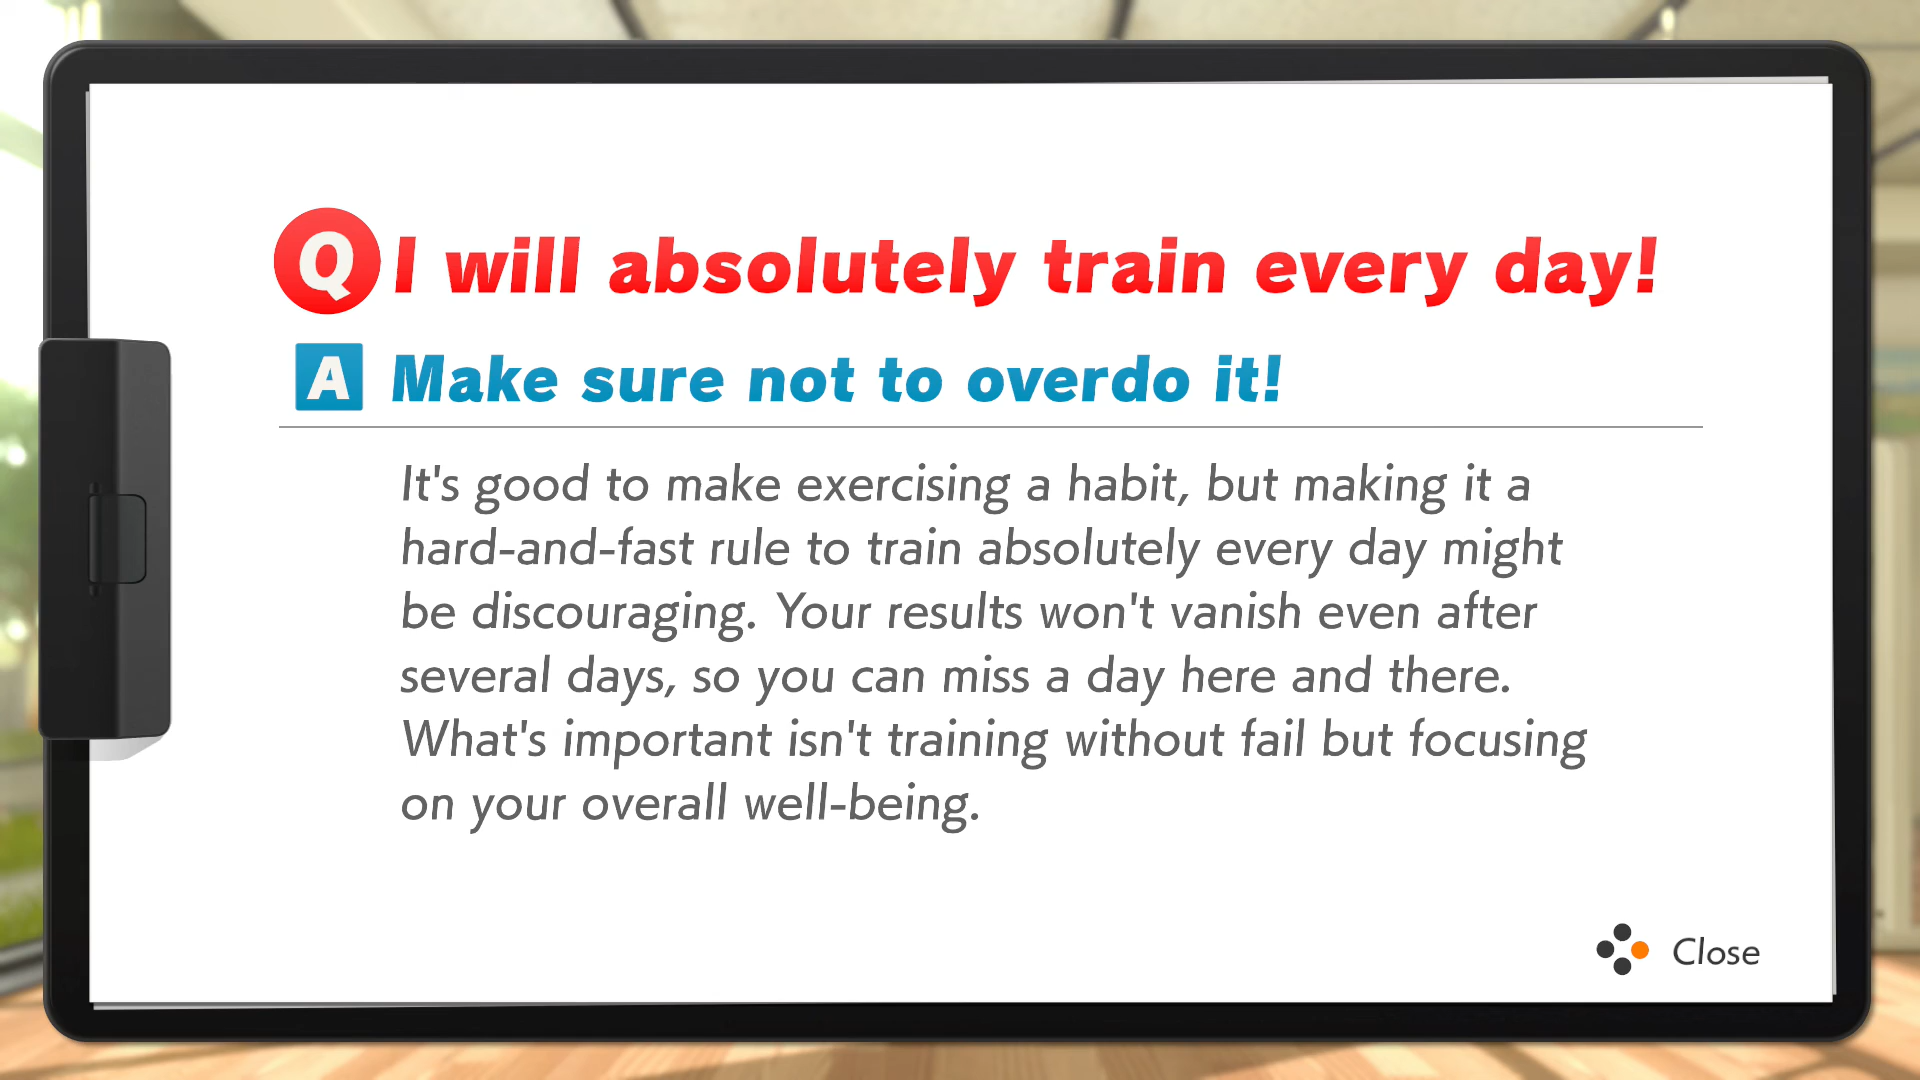 Q I will absolutely train every day!
A Make sure not to overdo it!
It's good to make exercising a habit, but making it a
hard-and-fast rule to train absolutely every day might
be discouraging. Your results won't vanish even after
several days, so you can miss a day here and there.
What's important isn't training without fail but focusing
on your overall well-being.
Close